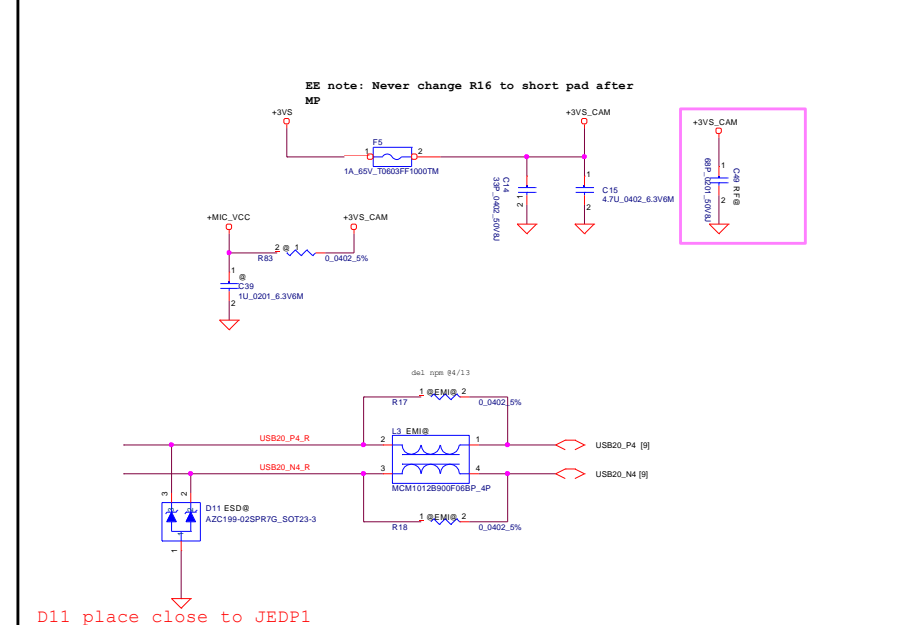 EE note: Never change R16 to short pad after
MP
+3VS
+3VS_CAM
+3VS_CAM
F5
1
2
1A_65V_T0603FF1000TM
C14
33P_0402_50V8J
1
2
1
2
C15
4.7U_0402_6.3V6M
1
2
C49 RF@
68P_0201_50V8J
+MIC_VCC
+3VS_CAM
2 @ 1
R83
0_0402_5%
1
@
C39
1U_0201_6.3V6M
2
del npm @4/13
1 @EMI@ 2
R17
0_0402_5%
L3 EMI@
USB20_P4_R
2
1
USB20_P4 [9]
USB20_N4_R
3
4
USB20_N4 [9]
MCM1012B900F06BP_4P
3
2
D11 ESD@
AZC199-02SPR7G_SOT23-3
1
1 @EMI@ 2
R18
0_0402_5%
D11 place close to JEDP1